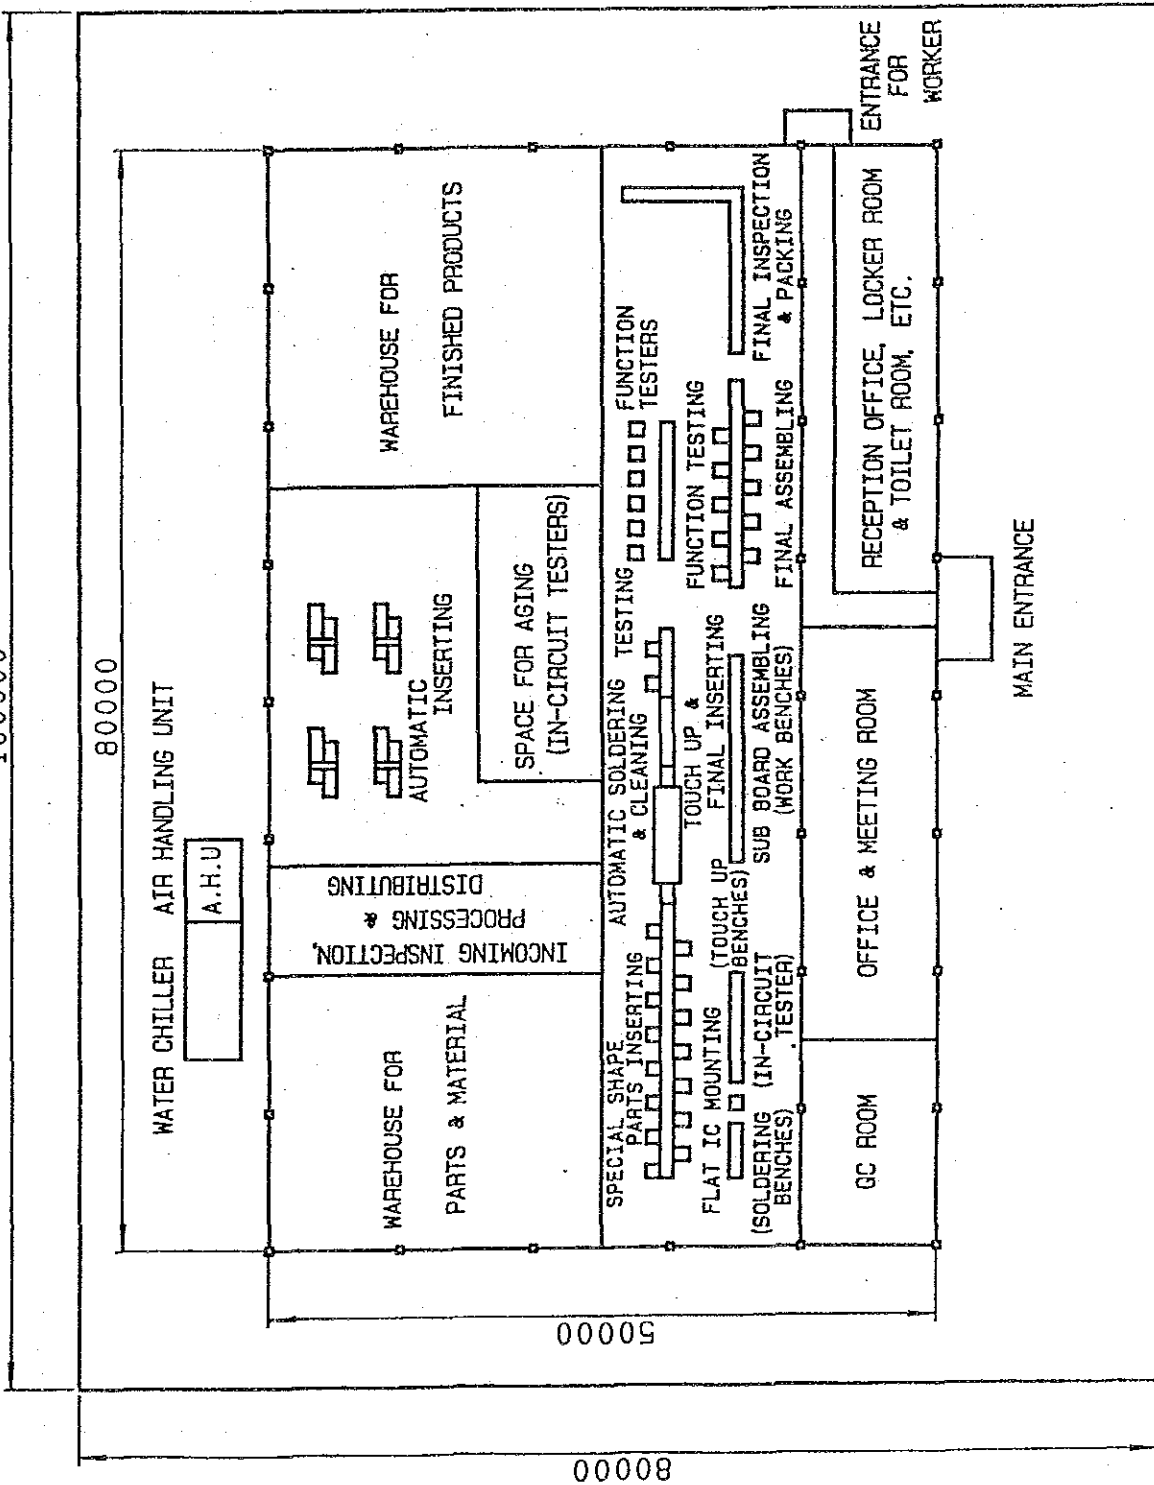 80000
WATER CHILLER
AIR HANDLING UNIT
A.H.U
WAREHOUSE FOR
PARTS & MATERIAL
INCOMING INSPECTION,
PROCESSING &
DISTRIBUTING
AUTOMATIC
INSERTING
SPACE FOR AGING
(IN-CIRCUIT TESTERS)
WAREHOUSE FOR
FINISHED PRODUCTS
SPECIAL SHAPE
PARTS INSERTING
AUTOMATIC SOLDERING
& CLEANING
TESTING
FUNCTION
TESTERS
FLAT IC MOUNTING
(TOUCH UP
BENCHES)
TOUCH UP &
FINAL INSERTING
FUNCTION TESTING
(SOLDERING
BENCHES)
(IN-CIRCUIT
TESTER)
SUB BOARD ASSEMBLING
(WORK BENCHES)
FINAL ASSEMBLING
FINAL INSPECTION
& PACKING
QC ROOM
OFFICE & MEETING ROOM
RECEPTION OFFICE, LOCKER ROOM
& TOILET ROOM, ETC.
ENTRANCE
FOR
WORKER
MAIN ENTRANCE
50000
80000